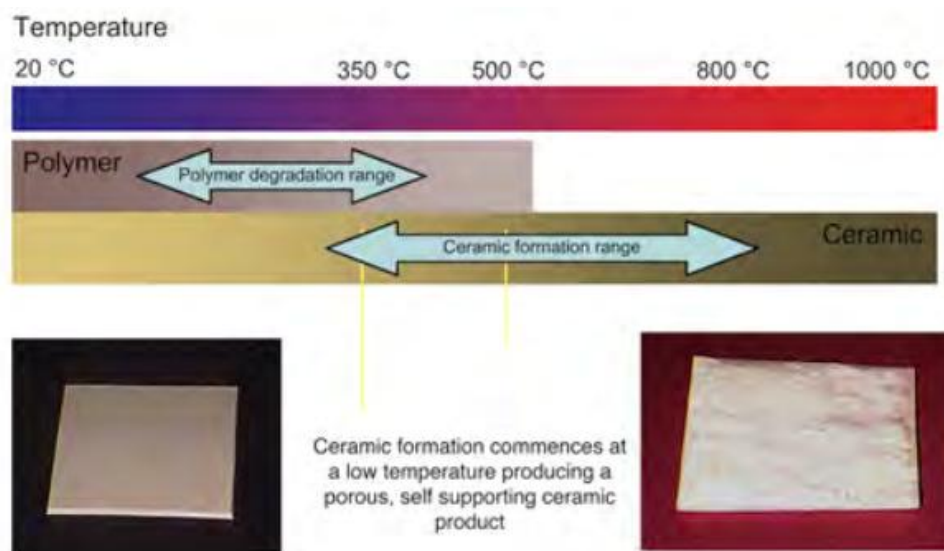 Temperature
20 °C 350 °C 500 °C 800 °C 1000 °C
Polymer
Polymer degradation range
Ceramic formation range
Ceramic
Ceramic formation commences at
a low temperature producing a
porous, self supporting ceramic
product